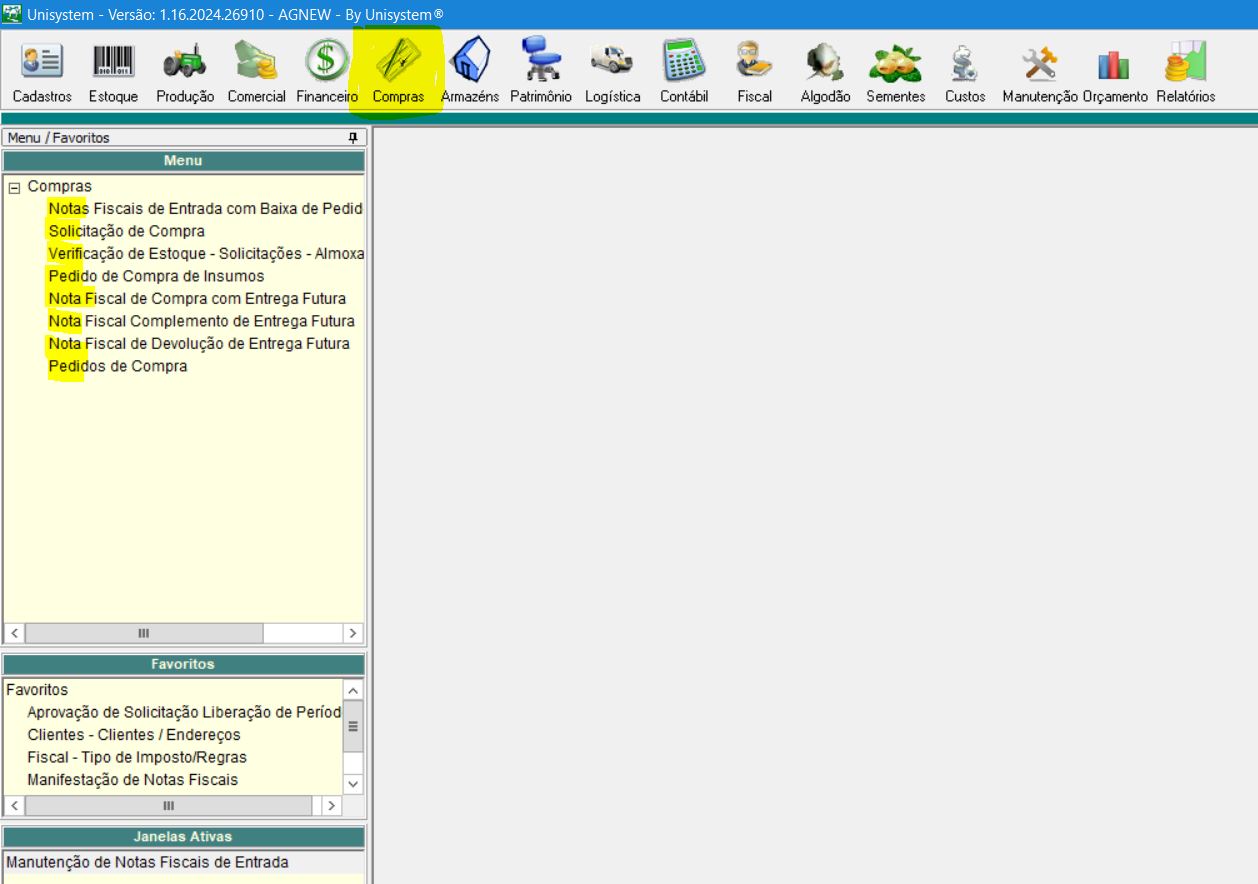 Unisystem - Versão: 1.16.2024.26910 - AGNEW - By Unisystem®
Cadastros Estoque Produção Comercial Financeiro Compras Armazéns Patrimônio Logística Contábil Fiscal Algodão Sementes Custos Manutenção Orçamento Relatórios
Menu / Favoritos
Menu
Compras
Notas Fiscais de Entrada com Baixa de Pedid
Solicitação de Compra
Verificação de Estoque - Solicitações - Almoxa
Pedido de Compra de Insumos
Nota Fiscal de Compra com Entrega Futura
Nota Fiscal Complemento de Entrega Futura
Nota Fiscal de Devolução de Entrega Futura
Pedidos de Compra
Favoritos
Favoritos
Aprovação de Solicitação Liberação de Períod
Clientes - Clientes / Endereços
Fiscal - Tipo de Imposto/Regras
Manifestação de Notas Fiscais
Janelas Ativas
Manutenção de Notas Fiscais de Entrada